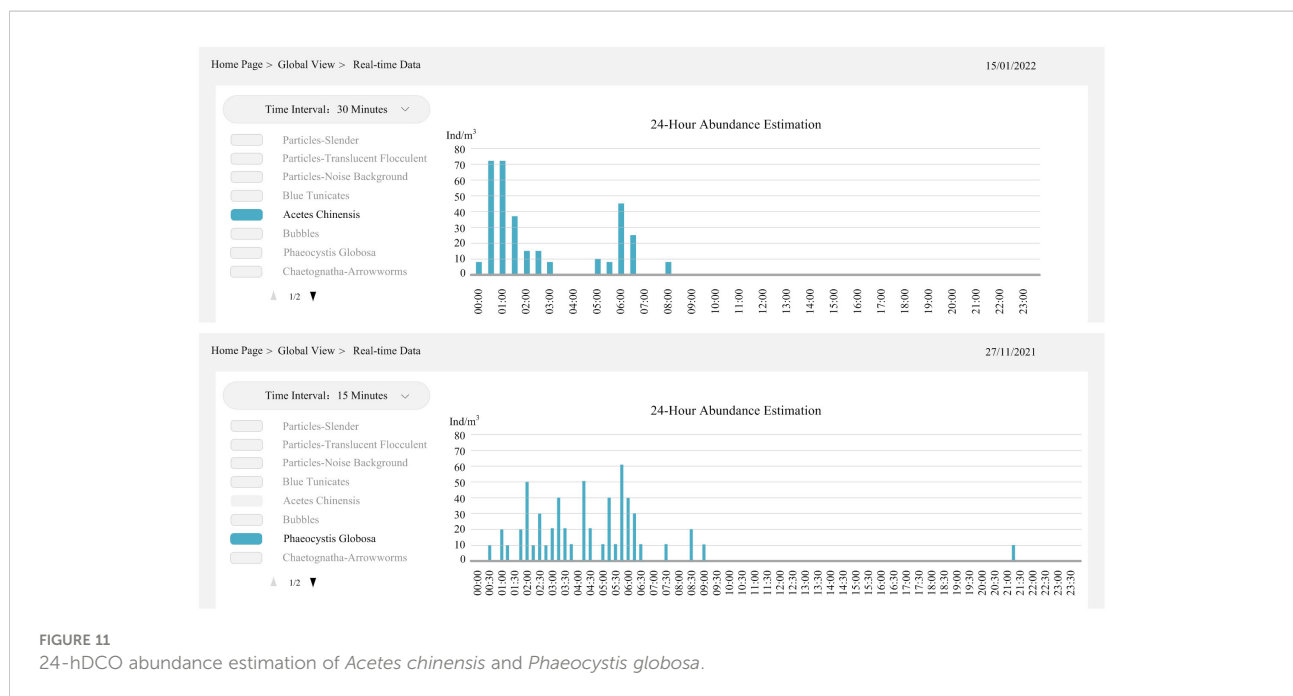 Home Page > Global View > Real-time Data
15/01/2022
Time Interval: 30 Minutes
Particles-Slender
Particles-Translucent Flocculent
Particles-Noise Background
Blue Tunicates
Acetes Chinensis
Bubbles
Phaeocystis Globosa
Chaetognatha-Arrowworms
1/2
24-Hour Abundance Estimation
Ind/m³
80
70
60
50
40
30
20
10
0
00:00 01:00 02:00 03:00 04:00 05:00 06:00 07:00 08:00 09:00 10:00 11:00 12:00 13:00 14:00 15:00 16:00 17:00 18:00 19:00 20:00 21:00 22:00 23:00
Home Page > Global View > Real-time Data
27/11/2021
Time Interval: 15 Minutes
Particles-Slender
Particles-Translucent Flocculent
Particles-Noise Background
Blue Tunicates
Acetes Chinensis
Bubbles
Phaeocystis Globosa
Chaetognatha-Arrowworms
1/2
24-Hour Abundance Estimation
Ind/m³
80
70
60
50
40
30
20
10
0
00:00 00:30 01:00 01:30 02:00 02:30 03:00 03:30 04:00 04:30 05:00 05:30 06:00 06:30 07:00 07:30 08:00 08:30 09:00 09:30 10:00 10:30 11:00 11:30 12:00 12:30 13:00 13:30 14:00 14:30 15:00 15:30 16:00 16:30 17:00 17:30 18:00 18:30 19:00 19:30 20:00 20:30 21:00 21:30 22:00 22:30 23:00 23:30
FIGURE 11
24-hDCO abundance estimation of Acetes chinensis and Phaeocystis globosa.